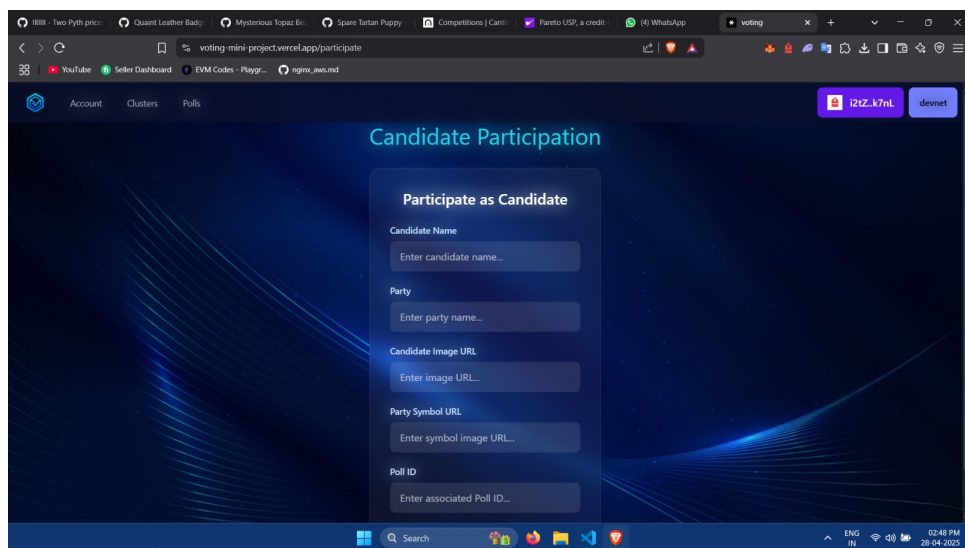 - Two Pyth price
Quaint Leather Badg
Mysterious Topaz Bea
Spare Tartan Puppy
Competitions | Canti
Pareto USP, a credit-t
(4) WhatsApp
voting
voting-mini-project.vercel.app/participate
YouTube
Seller Dashboard
EVM Codes - Playgr...
nginx_aws.md
Account
Clusters
Polls
i2tZ..k7nL
devnet
Candidate Participation
Participate as Candidate
Candidate Name
Enter candidate name...
Party
Enter party name...
Candidate Image URL
Enter image URL...
Party Symbol URL
Enter symbol image URL...
Poll ID
Enter associated Poll ID...
Search
ENG
IN
02:48 PM
28-04-2025